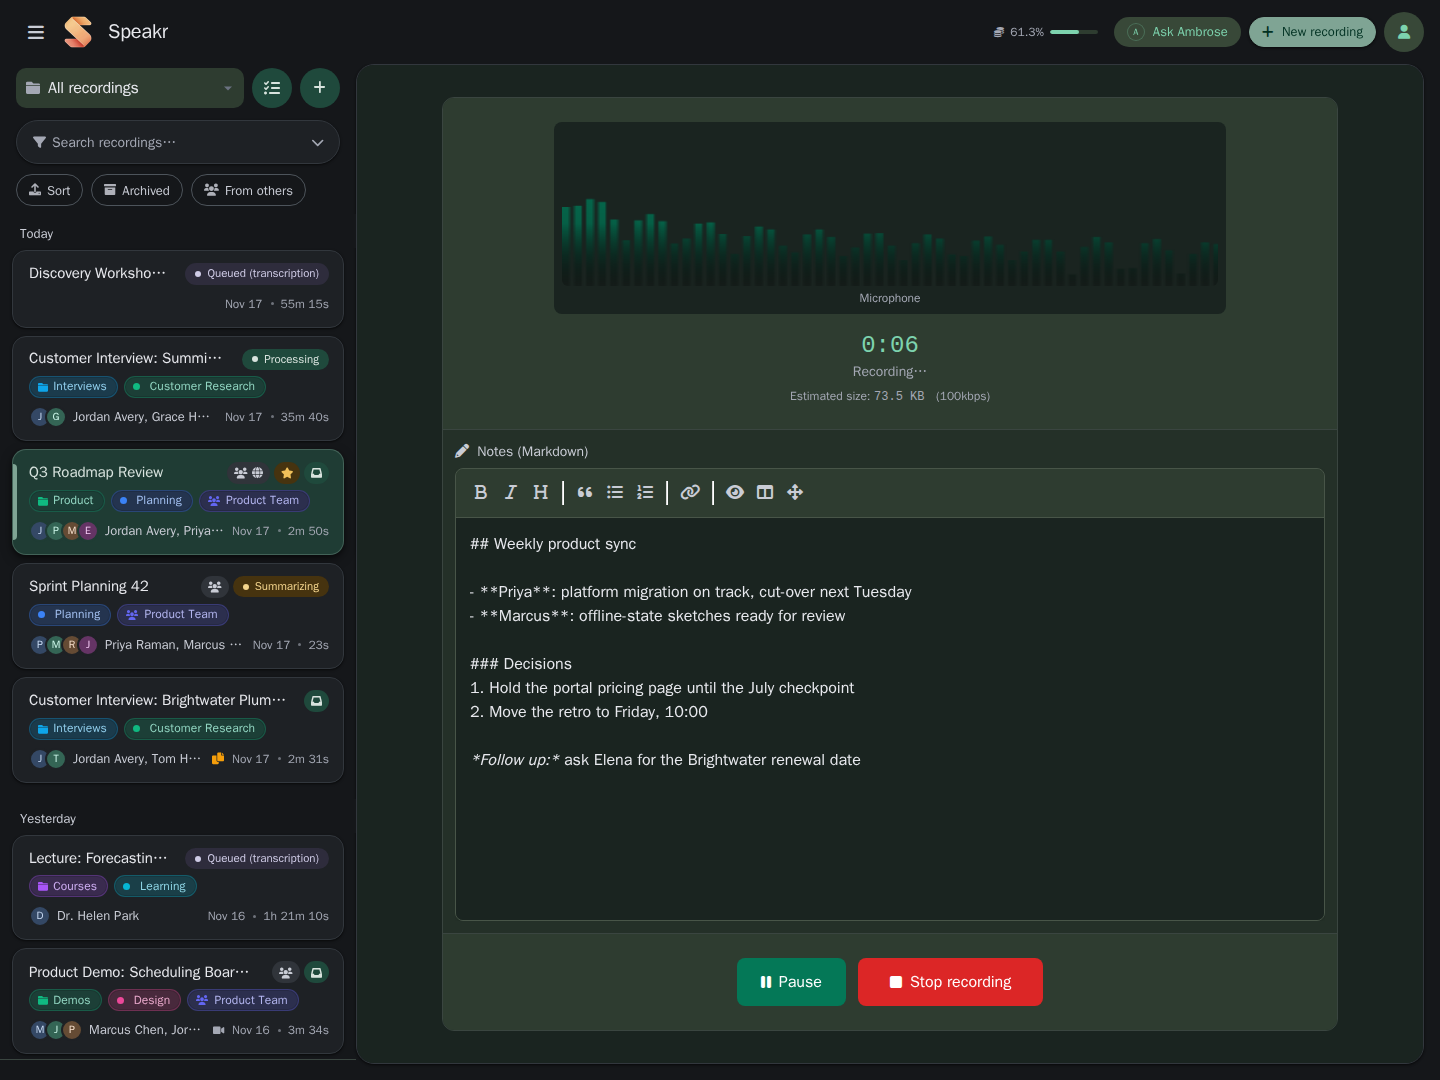 Speakr
61.3%
A Ask Ambrose
New recording
All recordings
Search recordings···
Sort
Archived
From others
Today
Discovery Worksho···
Queued (transcription)
Nov 17 • 55m 15s
Customer Interview: Summi···
Processing
Interviews
Customer Research
J G Jordan Avery, Grace H···
Nov 17 • 35m 40s
Q3 Roadmap Review
Product
Planning
Product Team
J P M E Jordan Avery, Priya···
Nov 17 • 2m 50s
Sprint Planning 42
Summarizing
Planning
Product Team
P M R J Priya Raman, Marcus ···
Nov 17 • 23s
Customer Interview: Brightwater Plum···
Interviews
Customer Research
J T Jordan Avery, Tom H···
Nov 17 • 2m 31s
Yesterday
Lecture: Forecastin···
Queued (transcription)
Courses
Learning
D Dr. Helen Park
Nov 16 • 1h 21m 10s
Product Demo: Scheduling Boar···
Demos
Design
Product Team
M J P Marcus Chen, Jor···
Nov 16 • 3m 34s
Microphone
0:06
Recording···
Estimated size: 73.5 KB (100kbps)
Notes (Markdown)
B I H
## Weekly product sync
- **Priya**: platform migration on track, cut-over next Tuesday
- **Marcus**: offline-state sketches ready for review
### Decisions
1. Hold the portal pricing page until the July checkpoint
2. Move the retro to Friday, 10:00
*Follow up:* ask Elena for the Brightwater renewal date
Pause
Stop recording